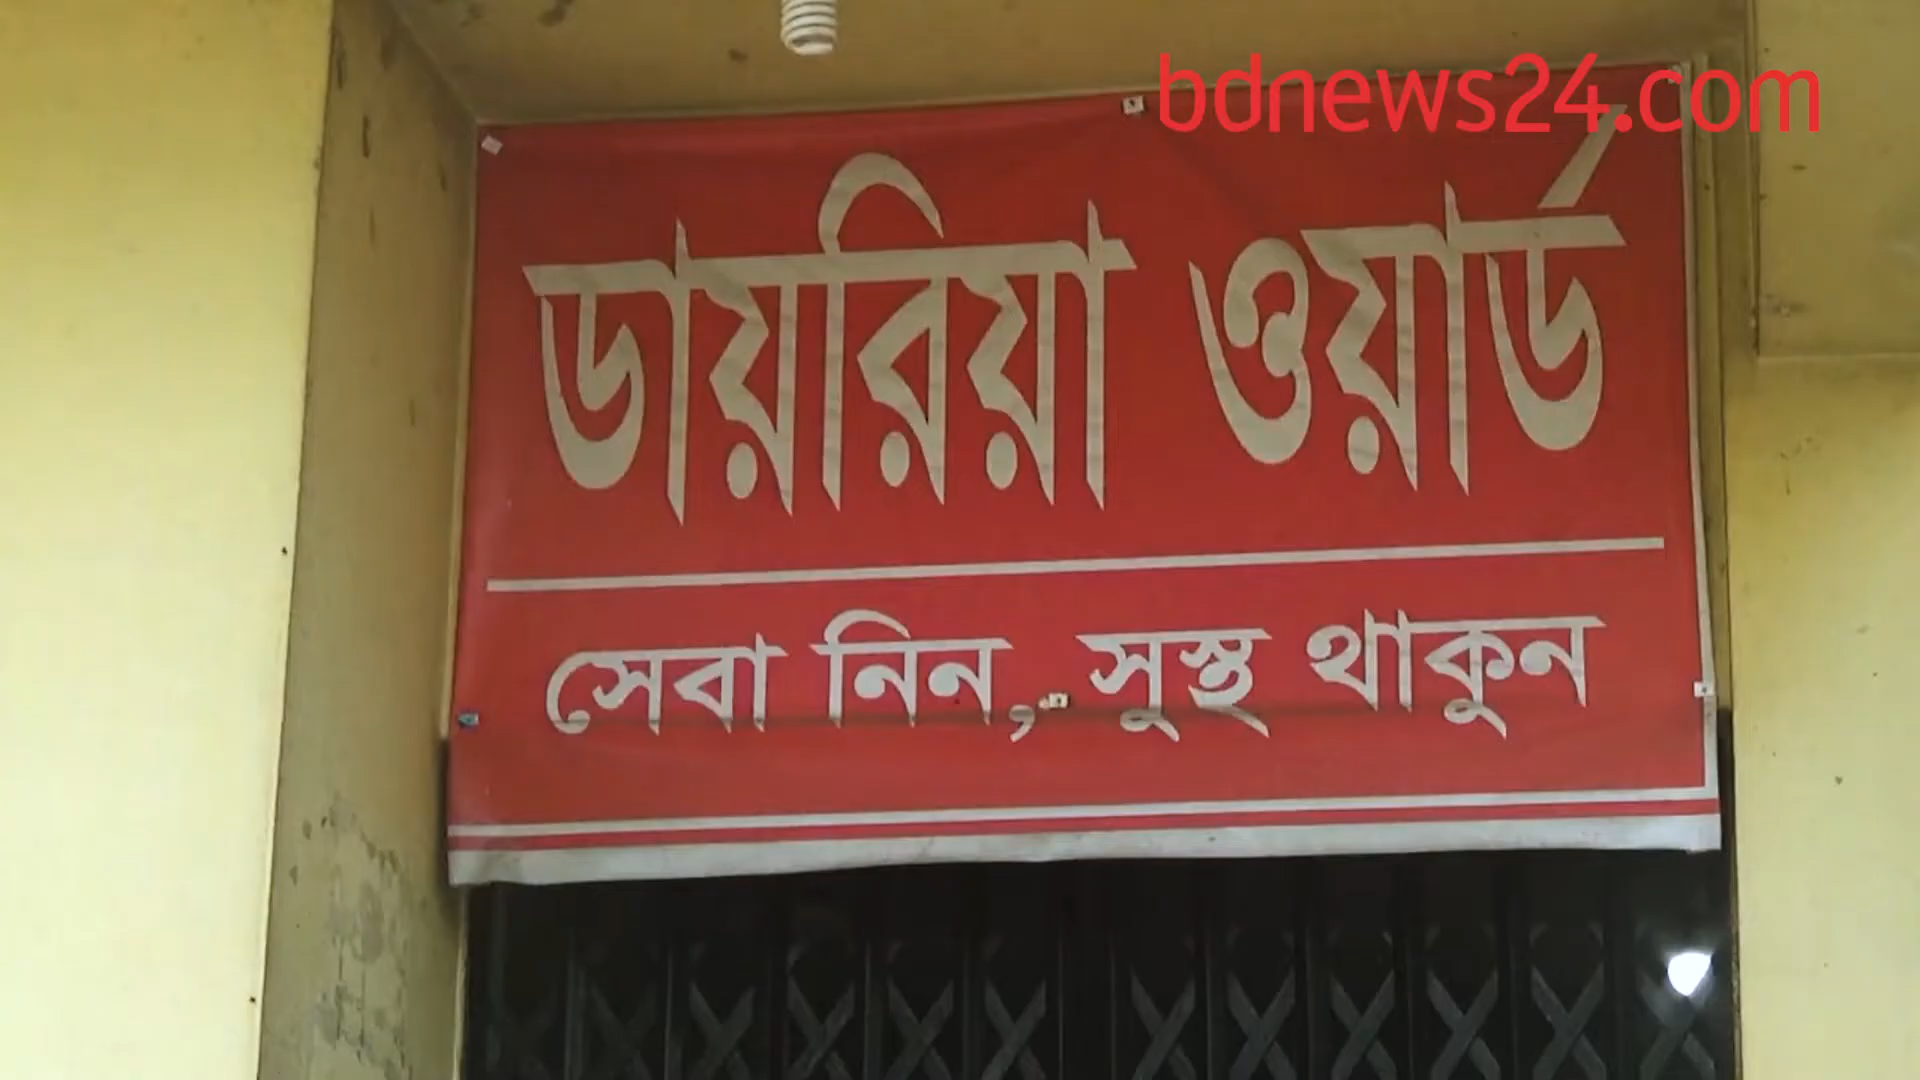 bdnews24.com
ডায়রিয়া ওয়ার্ড
সেবা নিন, সুস্থ থাকুন